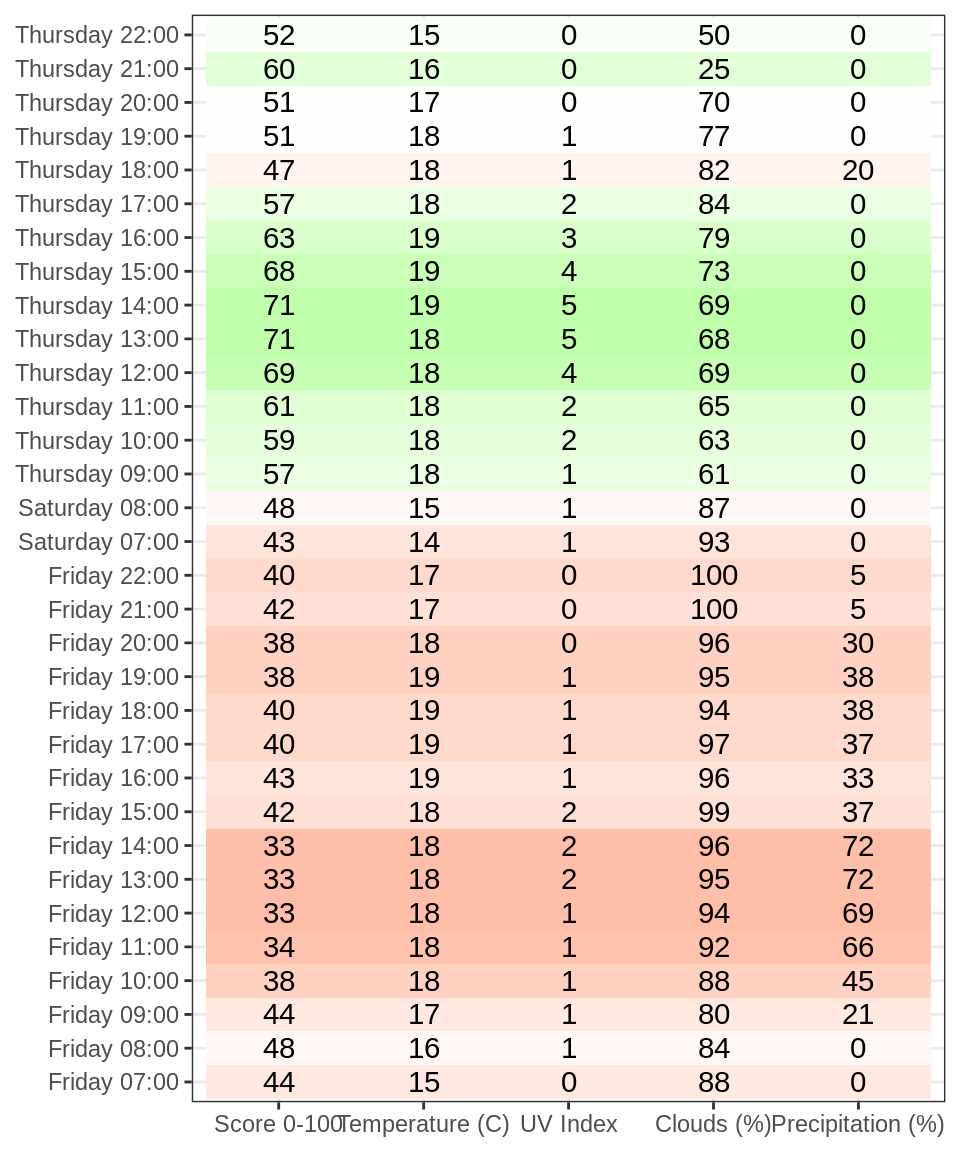 Thursday 22:00 52 15 0 50 0
Thursday 21:00 60 16 0 25 0
Thursday 20:00 51 17 0 70 0
Thursday 19:00 51 18 1 77 0
Thursday 18:00 47 18 1 82 20
Thursday 17:00 57 18 2 84 0
Thursday 16:00 63 19 3 79 0
Thursday 15:00 68 19 4 73 0
Thursday 14:00 71 19 5 69 0
Thursday 13:00 71 18 5 68 0
Thursday 12:00 69 18 4 69 0
Thursday 11:00 61 18 2 65 0
Thursday 10:00 59 18 2 63 0
Thursday 09:00 57 18 1 61 0
Saturday 08:00 48 15 1 87 0
Saturday 07:00 43 14 1 93 0
Friday 22:00 40 17 0 100 5
Friday 21:00 42 17 0 100 5
Friday 20:00 38 18 0 96 30
Friday 19:00 38 19 1 95 38
Friday 18:00 40 19 1 94 38
Friday 17:00 40 19 1 97 37
Friday 16:00 43 19 1 96 33
Friday 15:00 42 18 2 99 37
Friday 14:00 33 18 2 96 72
Friday 13:00 33 18 2 95 72
Friday 12:00 33 18 1 94 69
Friday 11:00 34 18 1 92 66
Friday 10:00 38 18 1 88 45
Friday 09:00 44 17 1 80 21
Friday 08:00 48 16 1 84 0
Friday 07:00 44 15 0 88 0
Score 0-100 Temperature (C) UV Index Clouds (%) Precipitation (%)